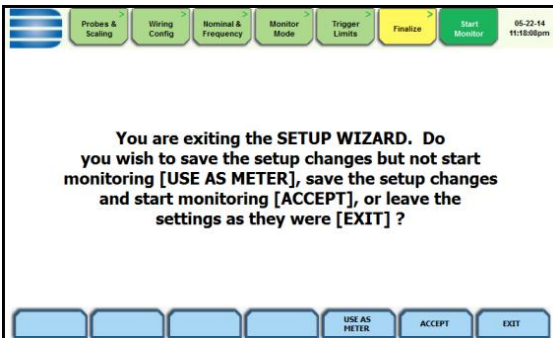 Probes &
Scaling
>
Wiring
Config
>
Nominal &
Frequency
>
Monitor
Mode
>
Trigger
Limits
>
Finalize
>
Start
Monitor
05-22-14
11:18:08pm
You are exiting the SETUP WIZARD. Do
you wish to save the setup changes but not start
monitoring [USE AS METER], save the setup changes
and start monitoring [ACCEPT], or leave the
settings as they were [EXIT] ?
USE AS
METER
ACCEPT
EXIT